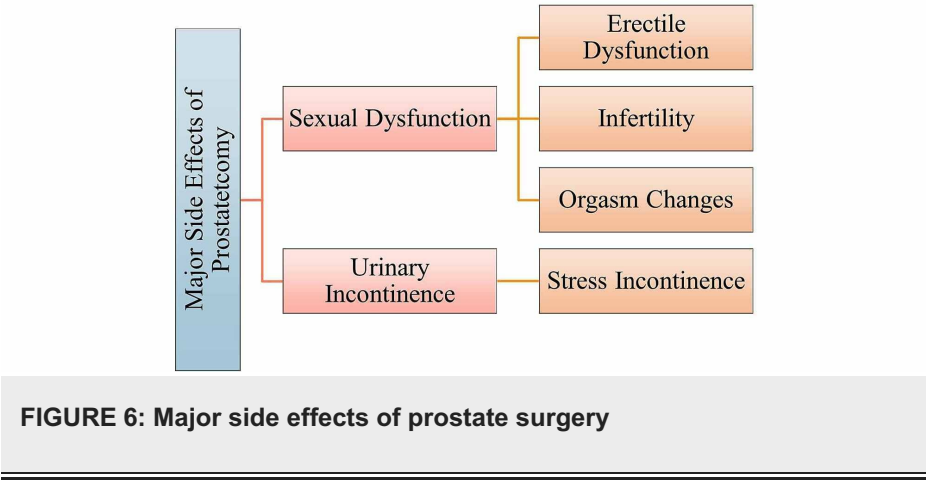 Major Side Effects of
Prostatetcomy
Sexual Dysfunction
Erectile
Dysfunction
Infertility
Orgasm Changes
Urinary
Incontinence
Stress Incontinence
FIGURE 6: Major side effects of prostate surgery